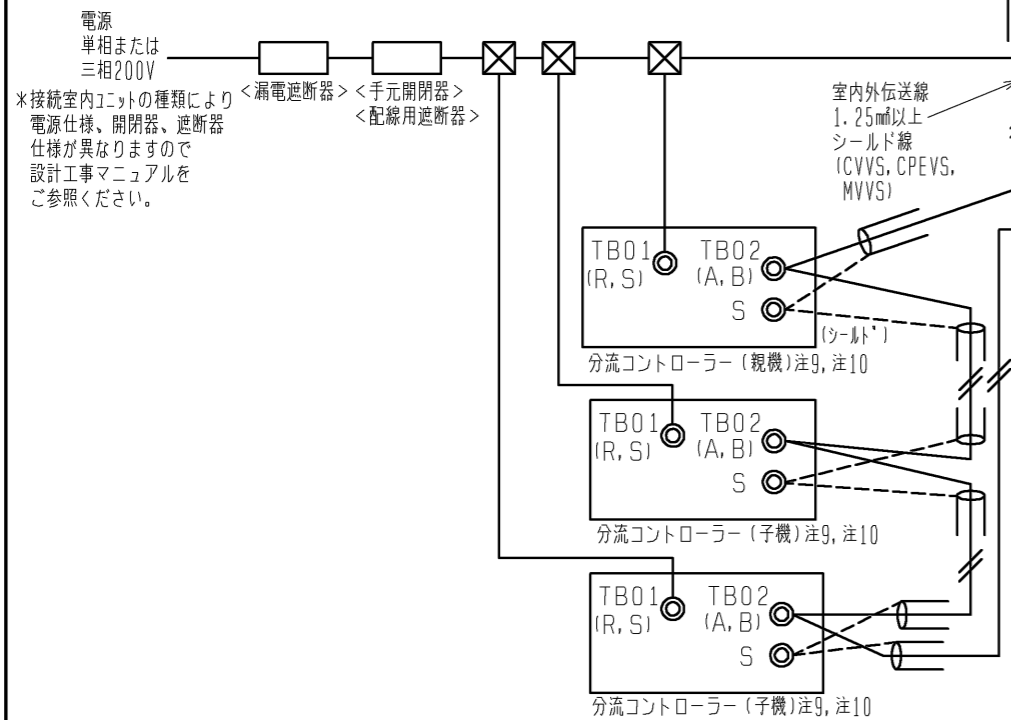 電源
単相または
三相200V
*接続室内ユニットの種類により
電源仕様、開閉器、遮断器
仕様が異なりますので
設計工事マニュアルを
ご参照ください。
<漏電遮断器>
<手元開閉器>
<配線用遮断器>
室内外伝送線
1.25㎟以上
シールド線
(CVVS,CPEVS,
MVVS)
TB01
(R,S)
TB02
(A,B)
S
(シールド)
分流コントローラー(親機)注9,注10
TB01
(R,S)
TB02
(A,B)
S
分流コントローラー(子機)注9,注10
TB01
(R,S)
TB02
(A,B)
S
分流コントローラー(子機)注9,注10